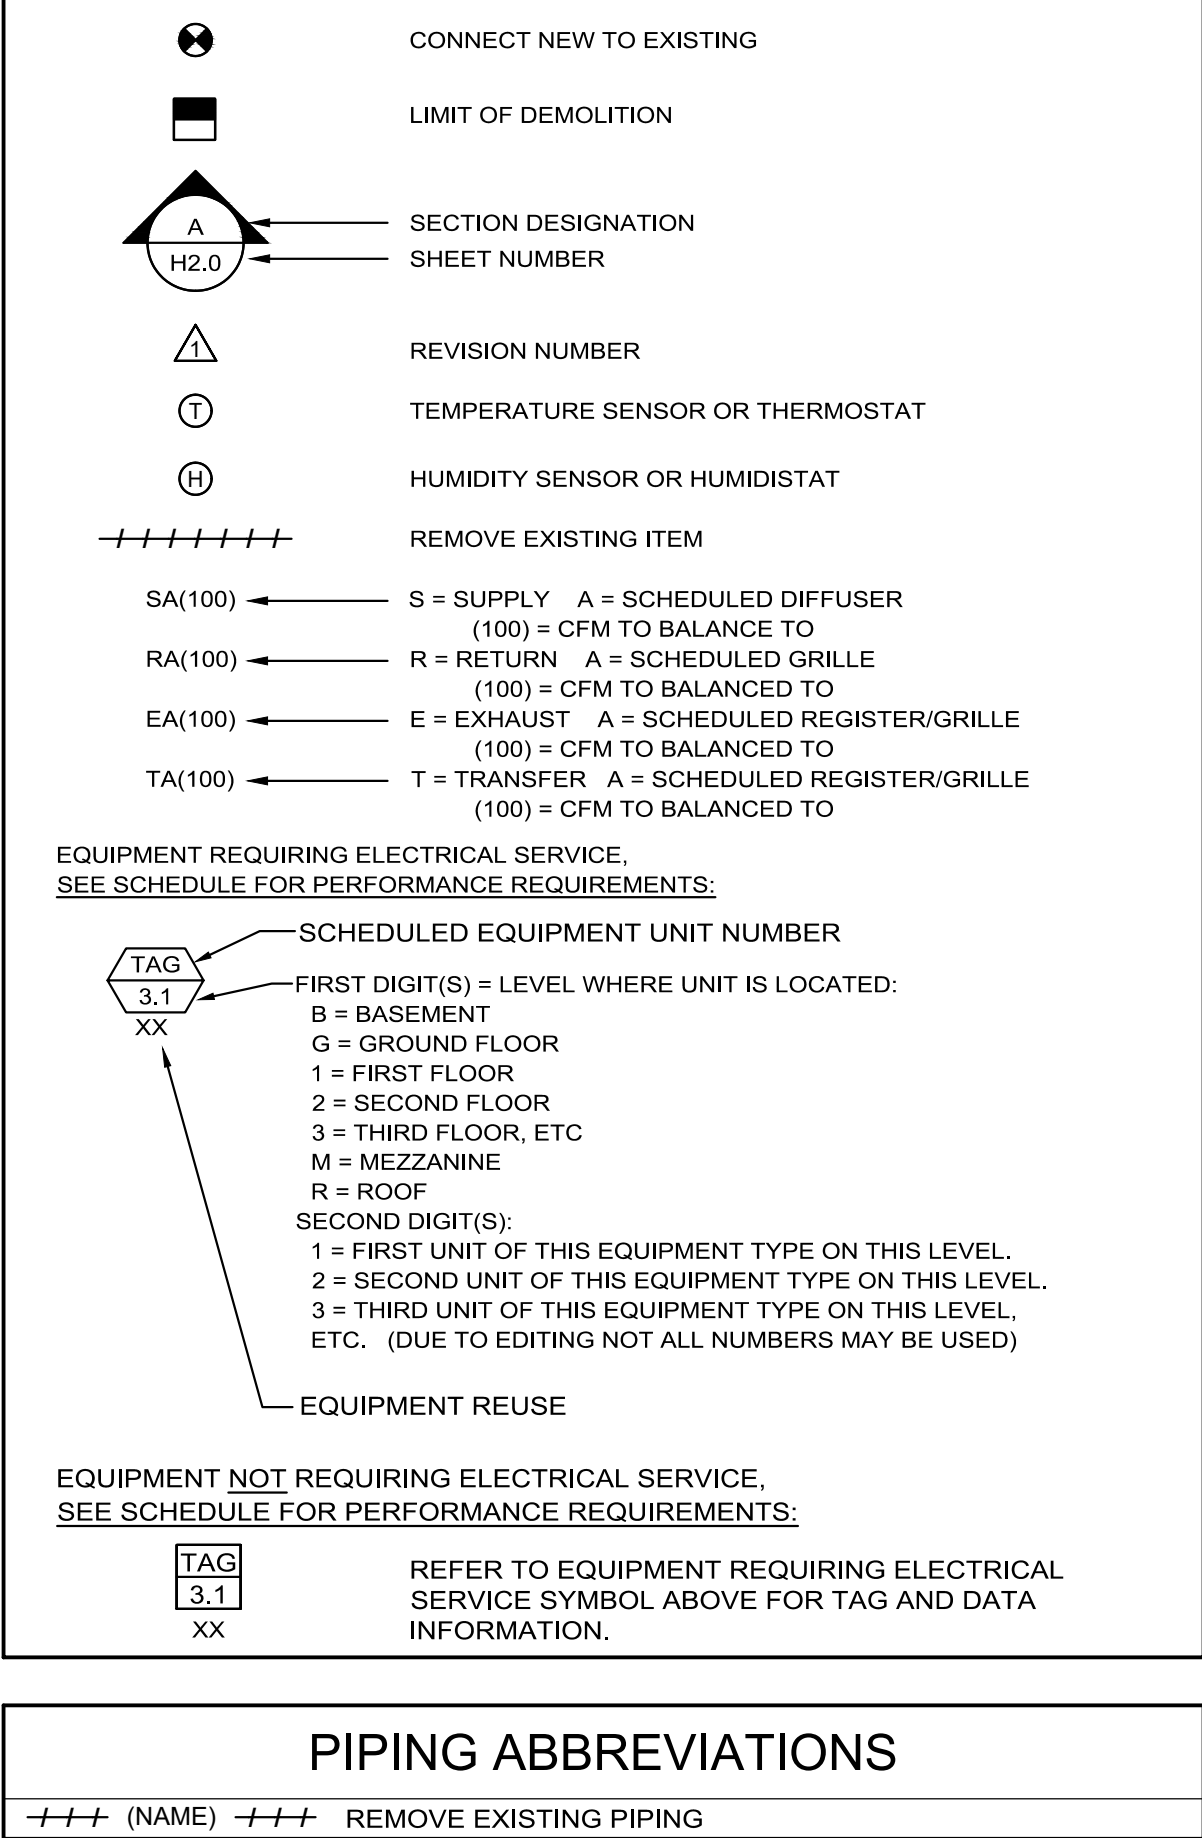 CONNECT NEW TO EXISTING
LIMIT OF DEMOLITION
A
SECTION DESIGNATION
H2.0
SHEET NUMBER
1
REVISION NUMBER
T
TEMPERATURE SENSOR OR THERMOSTAT
H
HUMIDITY SENSOR OR HUMIDISTAT
REMOVE EXISTING ITEM
SA(100) S = SUPPLY A = SCHEDULED DIFFUSER
(100) = CFM TO BALANCE TO
RA(100) R = RETURN A = SCHEDULED GRILLE
(100) = CFM TO BALANCED TO
EA(100) E = EXHAUST A = SCHEDULED REGISTER/GRILLE
(100) = CFM TO BALANCED TO
TA(100) T = TRANSFER A = SCHEDULED REGISTER/GRILLE
(100) = CFM TO BALANCED TO
EQUIPMENT REQUIRING ELECTRICAL SERVICE,
SEE SCHEDULE FOR PERFORMANCE REQUIREMENTS:
SCHEDULED EQUIPMENT UNIT NUMBER
TAG
3.1
XX
FIRST DIGIT(S) = LEVEL WHERE UNIT IS LOCATED:
B = BASEMENT
G = GROUND FLOOR
1 = FIRST FLOOR
2 = SECOND FLOOR
3 = THIRD FLOOR, ETC
M = MEZZANINE
R = ROOF
SECOND DIGIT(S):
1 = FIRST UNIT OF THIS EQUIPMENT TYPE ON THIS LEVEL.
2 = SECOND UNIT OF THIS EQUIPMENT TYPE ON THIS LEVEL.
3 = THIRD UNIT OF THIS EQUIPMENT TYPE ON THIS LEVEL,
ETC. (DUE TO EDITING NOT ALL NUMBERS MAY BE USED)
EQUIPMENT REUSE
EQUIPMENT NOT REQUIRING ELECTRICAL SERVICE,
SEE SCHEDULE FOR PERFORMANCE REQUIREMENTS:
TAG
3.1
XX
REFER TO EQUIPMENT REQUIRING ELECTRICAL
SERVICE SYMBOL ABOVE FOR TAG AND DATA
INFORMATION.
PIPING ABBREVIATIONS
(NAME) REMOVE EXISTING PIPING